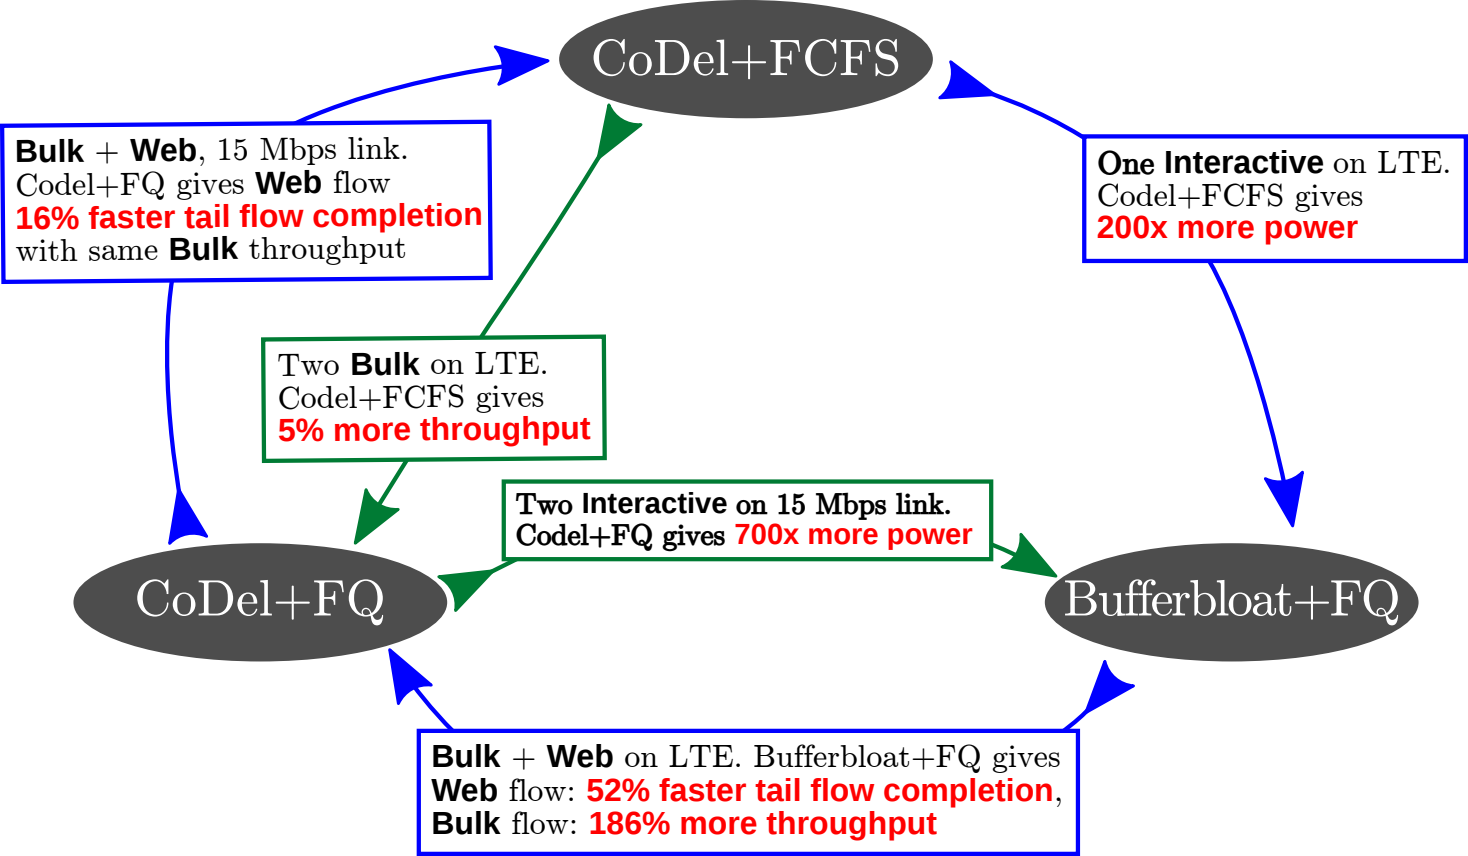 CoDel+FCFS
Bulk + Web, 15 Mbps link.
Codel+FQ gives Web flow
16% faster tail flow completion
with same Bulk throughput
One Interactive on LTE.
Codel+FCFS gives
200x more power
Two Bulk on LTE.
Codel+FCFS gives
5% more throughput
Two Interactive on 15 Mbps link.
Codel+FQ gives 700x more power
CoDel+FQ
Bufferbloat+FQ
Bulk + Web on LTE. Bufferbloat+FQ gives
Web flow: 52% faster tail flow completion,
Bulk flow: 186% more throughput